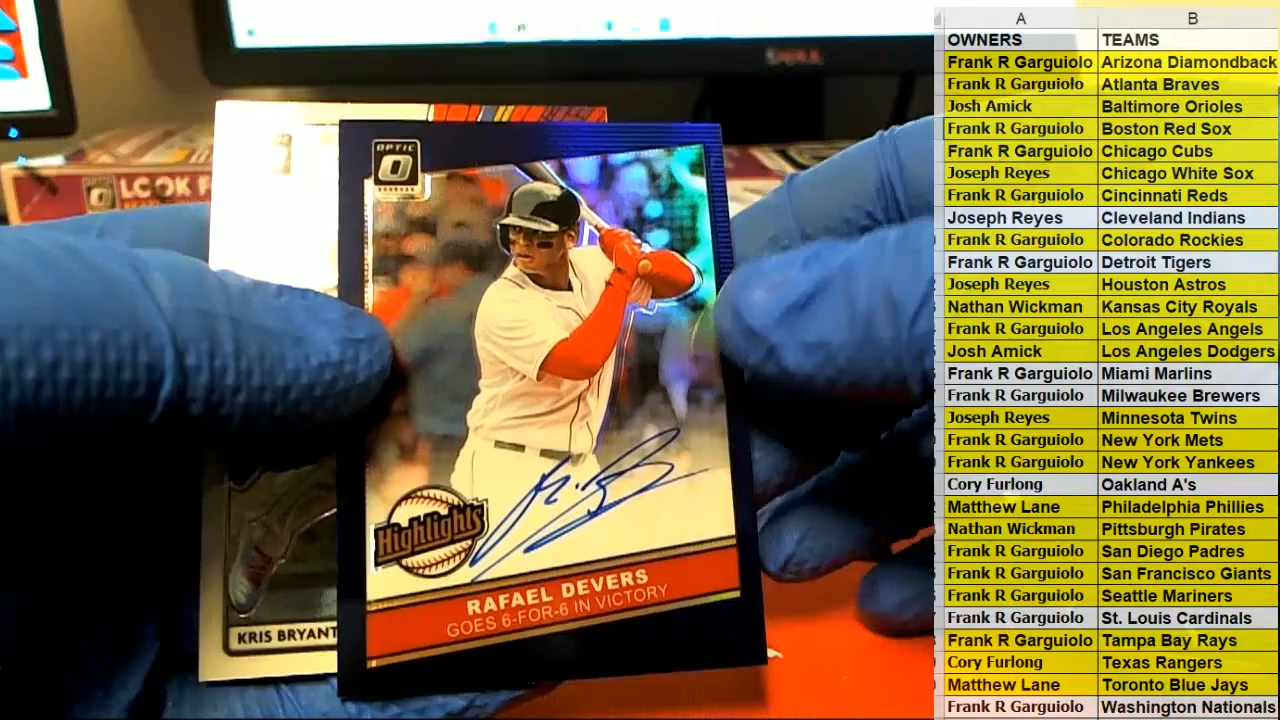 LOOK F
OPTIC
Highlights
RAFAEL DEVERS
GOES 6-FOR-6 IN VICTORY
KRIS BRYANT
A B
OWNERS TEAMS
Frank R Garguiolo Arizona Diamondback
Frank R Garguiolo Atlanta Braves
Josh Amick Baltimore Orioles
Frank R Garguiolo Boston Red Sox
Frank R Garguiolo Chicago Cubs
Joseph Reyes Chicago White Sox
Frank R Garguiolo Cincinnati Reds
Joseph Reyes Cleveland Indians
Frank R Garguiolo Colorado Rockies
Frank R Garguiolo Detroit Tigers
Joseph Reyes Houston Astros
Nathan Wickman Kansas City Royals
Frank R Garguiolo Los Angeles Angels
Josh Amick Los Angeles Dodgers
Frank R Garguiolo Miami Marlins
Frank R Garguiolo Milwaukee Brewers
Joseph Reyes Minnesota Twins
Frank R Garguiolo New York Mets
Frank R Garguiolo New York Yankees
Cory Furlong Oakland A's
Matthew Lane Philadelphia Phillies
Nathan Wickman Pittsburgh Pirates
Frank R Garguiolo San Diego Padres
Frank R Garguiolo San Francisco Giants
Frank R Garguiolo Seattle Mariners
Frank R Garguiolo St. Louis Cardinals
Frank R Garguiolo Tampa Bay Rays
Cory Furlong Texas Rangers
Matthew Lane Toronto Blue Jays
Frank R Garguiolo Washington Nationals